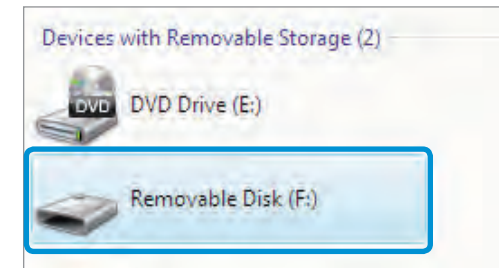 Devices with Removable Storage (2)
DVD
DVD Drive (E:)
Removable Disk (F:)